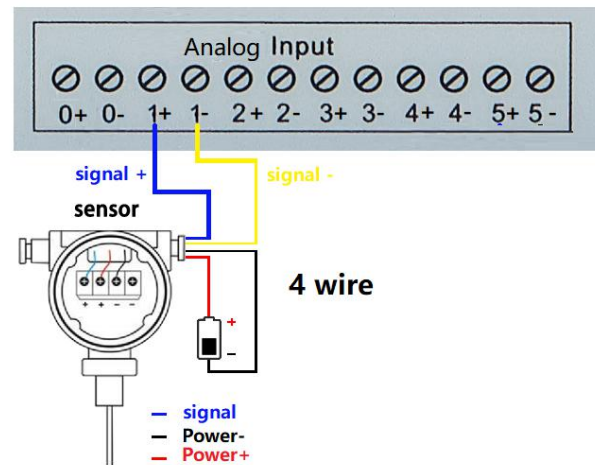 Analog Input
0+ 0- 1+ 1- 2+ 2- 3+ 3- 4+ 4- 5+ 5-
signal + signal -
sensor
+ + - -
4 wire
+
-
- signal
- Power-
- Power+